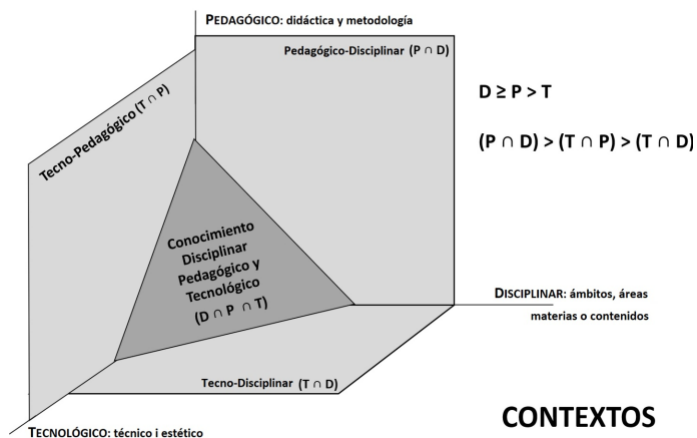 PEDAGÓGICO: didáctica y metodología
Pedagógico-Disciplinar (P ∩ D)
Tecno-Pedagógico (T ∩ P)
D ≥ P > T
(P ∩ D) > (T ∩ P) > (T ∩ D)
Conocimiento
Disciplinar
Pedagógico y
Tecnológico
(D ∩ P ∩ T)
DISCIPLINAR: ámbitos, áreas
materias o contenidos
Tecno-Disciplinar (T ∩ D)
CONTEXTOS
TECNOLÓGICO: técnico i estético